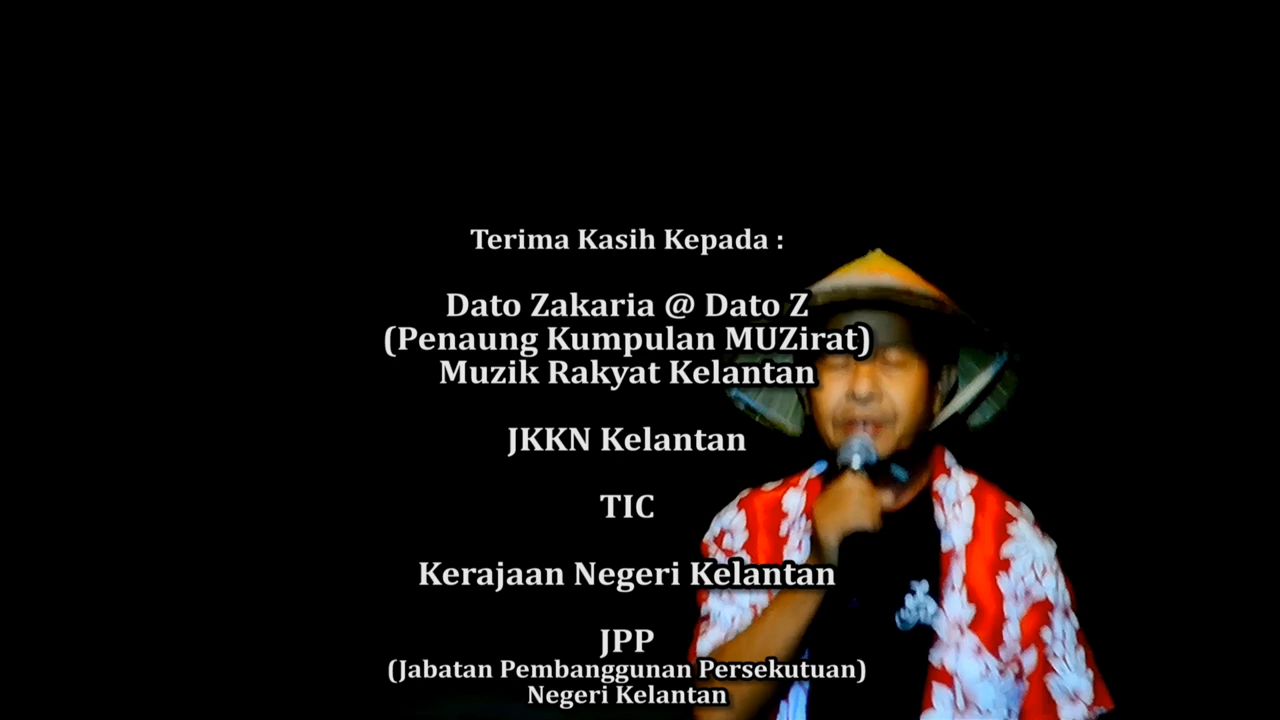 Terima Kasih Kepada :
Dato Zakaria @ Dato Z
(Penaung Kumpulan MUZirat)
Muzik Rakyat Kelantan
JKKN Kelantan
TIC
Kerajaan Negeri Kelantan
JPP
(Jabatan Pembanggunan Persekutuan)
Negeri Kelantan